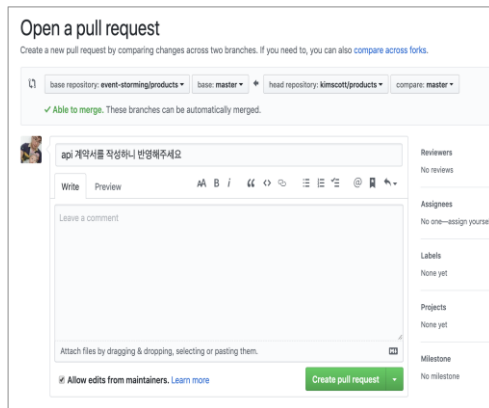 Open a pull request
Create a new pull request by comparing changes across two branches. If you need to, you can also compare across forks.
base repository: event-storming/products base: master head repository: kimscott/products compare: master
Able to merge. These branches can be automatically merged.
api 계약서를 작성하니 반영해주세요
Write Preview
Leave a comment
Attach files by dragging & dropping, selecting or pasting them.
Allow edits from maintainers. Learn more
Create pull request
Reviewers
No reviews
Assignees
No one—assign yourself
Labels
None yet
Projects
None yet
Milestone
No milestone